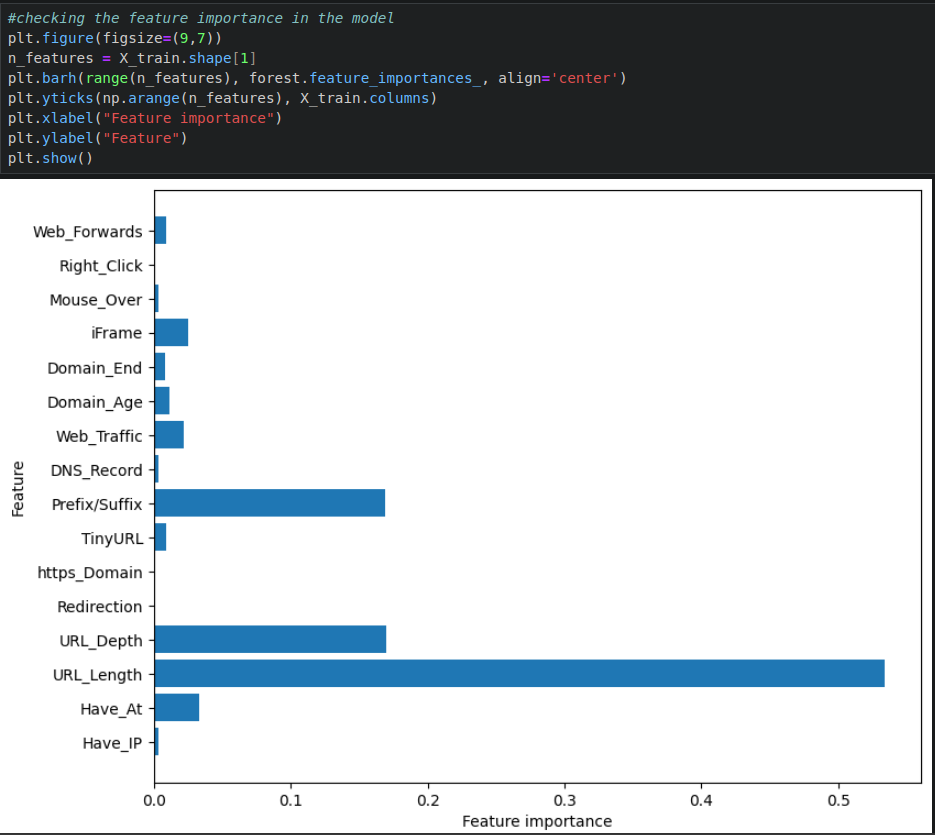 #checking the feature importance in the model
plt.figure(figsize=(9,7))
n_features = X_train.shape[1]
plt.barh(range(n_features), forest.feature_importances_, align='center')
plt.yticks(np.arange(n_features), X_train.columns)
plt.xlabel("Feature importance")
plt.ylabel("Feature")
plt.show()
Web_Forwards
Right_Click
Mouse_Over
iFrame
Domain_End
Domain_Age
Web_Traffic
DNS_Record
Prefix/Suffix
TinyURL
https_Domain
Redirection
URL_Depth
URL_Length
Have_At
Have_IP
Feature
0.0 0.1 0.2 0.3 0.4 0.5
Feature importance